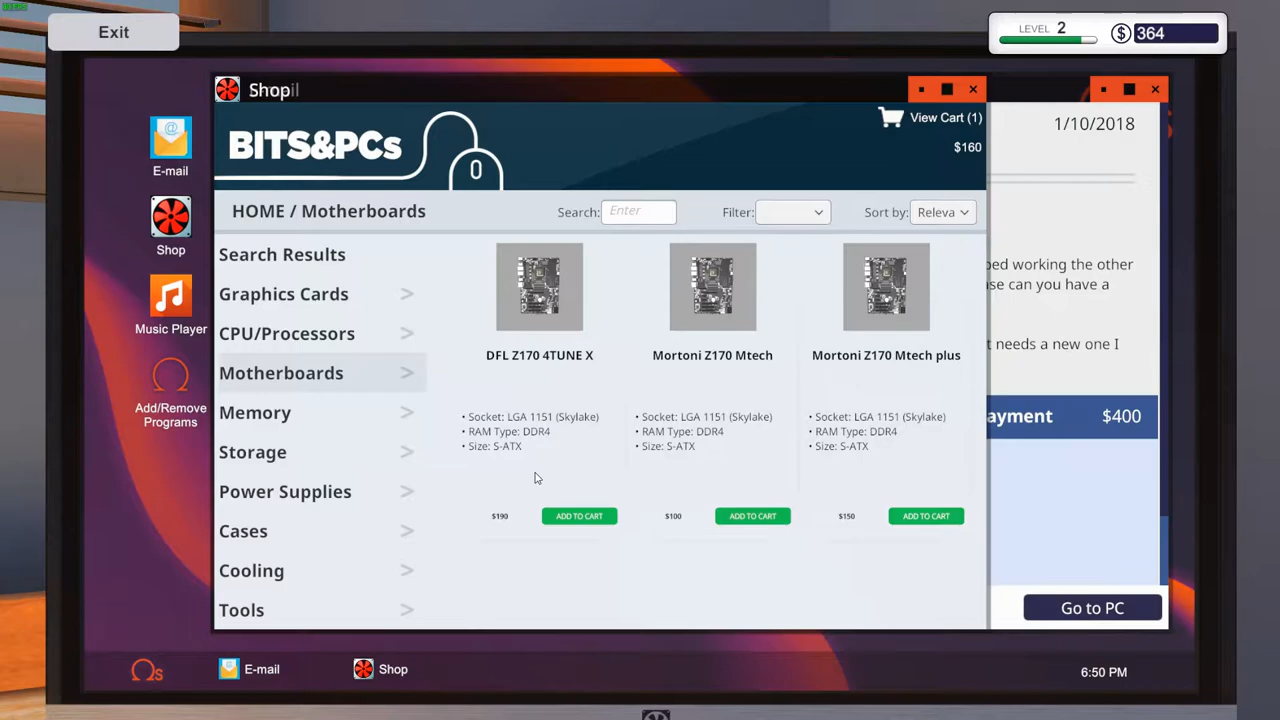 Exit
LEVEL 2
$ 364
Shop
BITS&PCs
View Cart (1)
$160
HOME / Motherboards
Search: Enter
Filter:
Sort by: Releva
Search Results
Graphics Cards >
CPU/Processors >
Motherboards >
Memory >
Storage >
Power Supplies >
Cases >
Cooling >
Tools >
DFL Z170 4TUNE X
• Socket: LGA 1151 (Skylake)
• RAM Type: DDR4
• Size: S-ATX
$190
ADD TO CART
Mortoni Z170 Mtech
• Socket: LGA 1151 (Skylake)
• RAM Type: DDR4
• Size: S-ATX
$100
ADD TO CART
Mortoni Z170 Mtech plus
• Socket: LGA 1151 (Skylake)
• RAM Type: DDR4
• Size: S-ATX
$150
ADD TO CART
1/10/2018
ped working the other
se can you have a
t needs a new one I
ayment $400
Go to PC
E-mail
Shop
Music Player
Add/Remove
Programs
E-mail
Shop
6:50 PM